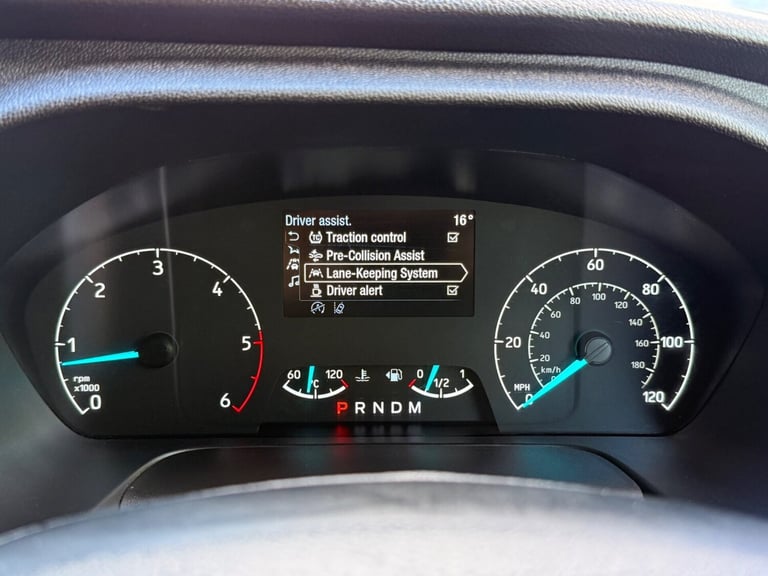 Driver assist. 16°
Traction control
Pre-Collision Assist
Lane-Keeping System
Driver alert
0
1
2
3
4
5
6
rpm
x1000
60 120
°C
0 1/2 1
P R N D M
0
20
40
60
80
100
120
MPH
20
40
60
80
100
120
140
160
180
km/h